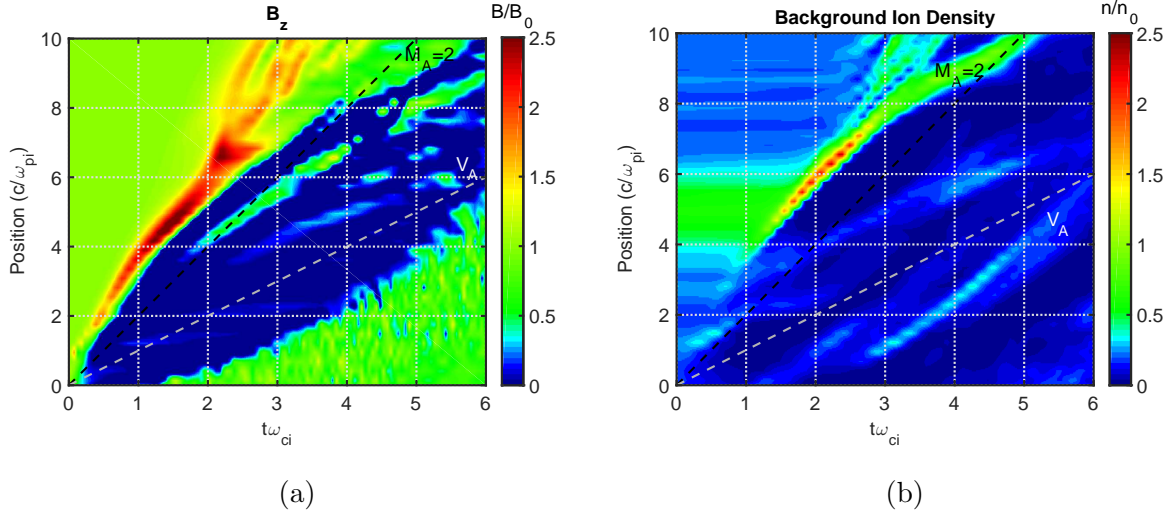 B_z
B/B_0
10
8
6
4
2
0
Position (c/ω_pi)
0 1 2 3 4 5 6
tω_ci
M_A=2
V_A
2.5
2
1.5
1
0.5
0
(a)
Background Ion Density
n/n_0
10
8
6
4
2
0
Position (c/ω_pi)
0 1 2 3 4 5 6
tω_ci
M_A=2
V_A
2.5
2
1.5
1
0.5
0
(b)